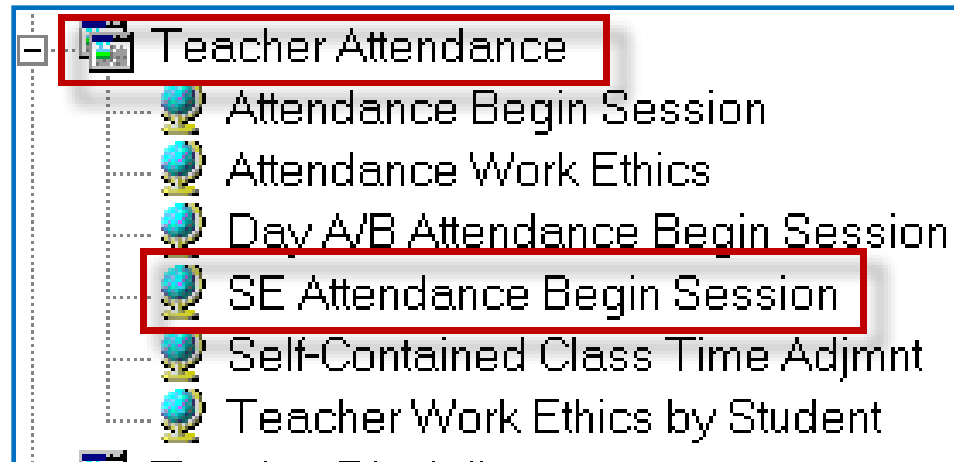 Teacher Attendance
Attendance Begin Session
Attendance Work Ethics
Day A/B Attendance Begin Session
SE Attendance Begin Session
Self-Contained Class Time Adjmnt
Teacher Work Ethics by Student